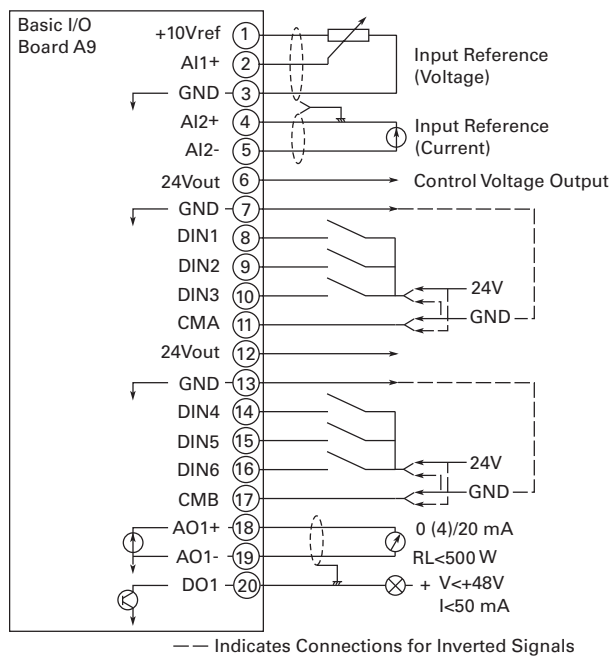 Basic I/O
Board A9
+10Vref 1
AI1+ 2
GND 3
Input Reference
(Voltage)
AI2+ 4
AI2- 5
Input Reference
(Current)
24Vout 6 Control Voltage Output
GND 7
DIN1 8
DIN2 9
DIN3 10
24V
GND
CMA 11
24Vout 12
GND 13
DIN4 14
DIN5 15
DIN6 16
24V
GND
CMB 17
AO1+ 18 0 (4)/20 mA
AO1- 19 RL<500 W
DO1 20 + V<+48V
I<50 mA
Indicates Connections for Inverted Signals